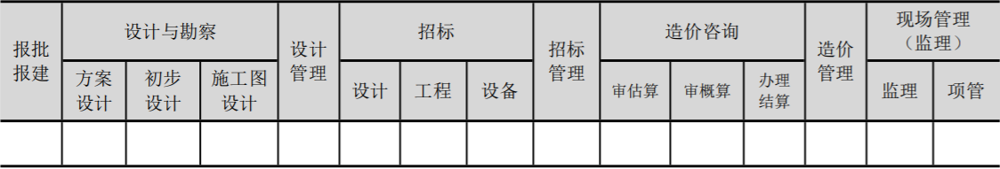 报批
报建
设计与勘察
方案
设计
初步
设计
施工图
设计
设计
管理
招标
设计
工程
设备
招标
管理
造价咨询
审估算
审概算
办理
结算
造价
管理
现场管理
（监理）
监理
项管